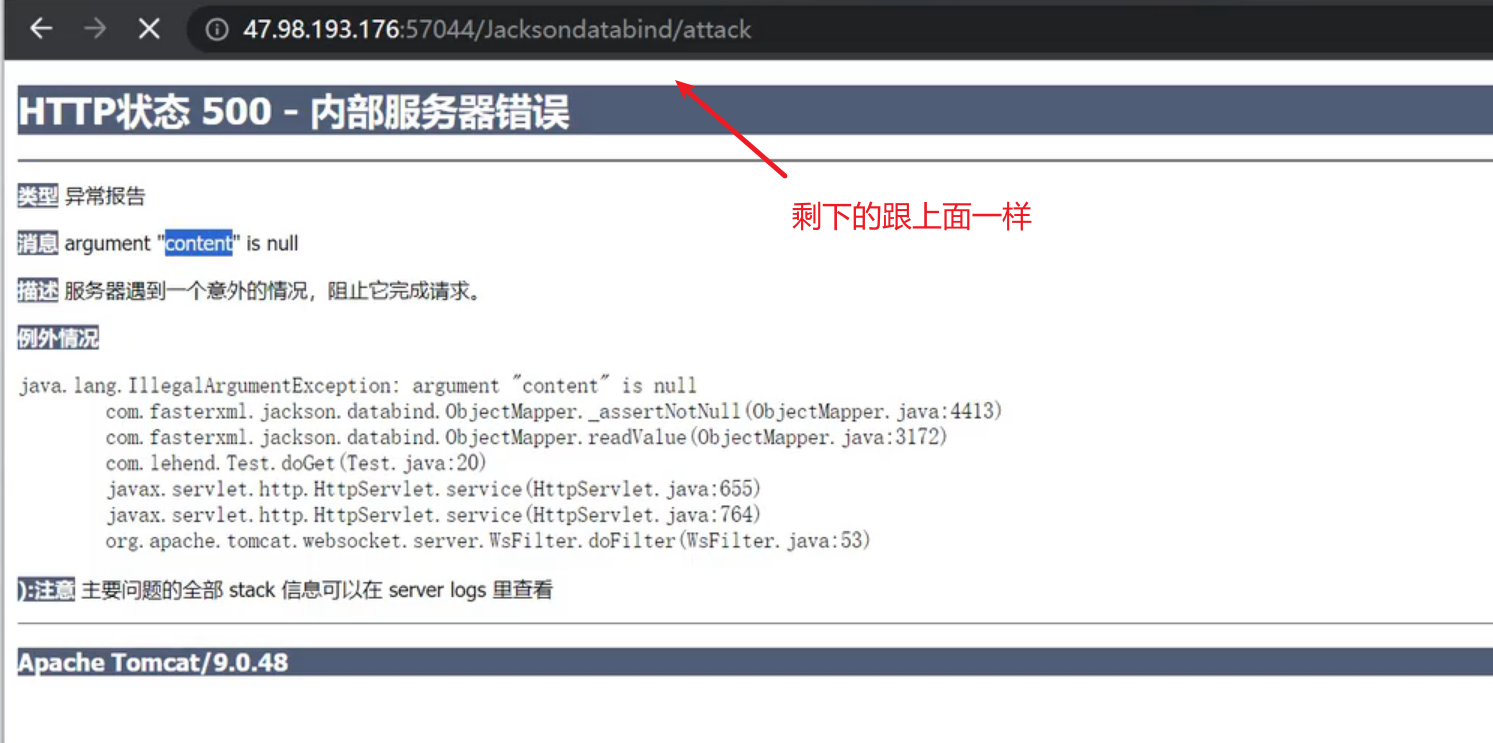 47.98.193.176:57044/Jacksondatabind/attack
HTTP状态 500 - 内部服务器错误
剩下的跟上面一样
类型 异常报告
消息 argument "content" is null
描述 服务器遇到一个意外的情况，阻止它完成请求。
例外情况
java.lang.IllegalArgumentException: argument "content" is null
com.fasterxml.jackson.databind.ObjectMapper._assertNotNull(ObjectMapper.java:4413)
com.fasterxml.jackson.databind.ObjectMapper.readValue(ObjectMapper.java:3172)
com.lehend.Test.doGet(Test.java:20)
javax.servlet.http.HttpServlet.service(HttpServlet.java:655)
javax.servlet.http.HttpServlet.service(HttpServlet.java:764)
org.apache.tomcat.websocket.server.WsFilter.doFilter(WsFilter.java:53)
):注意 主要问题的全部 stack 信息可以在 server logs 里查看
Apache Tomcat/9.0.48